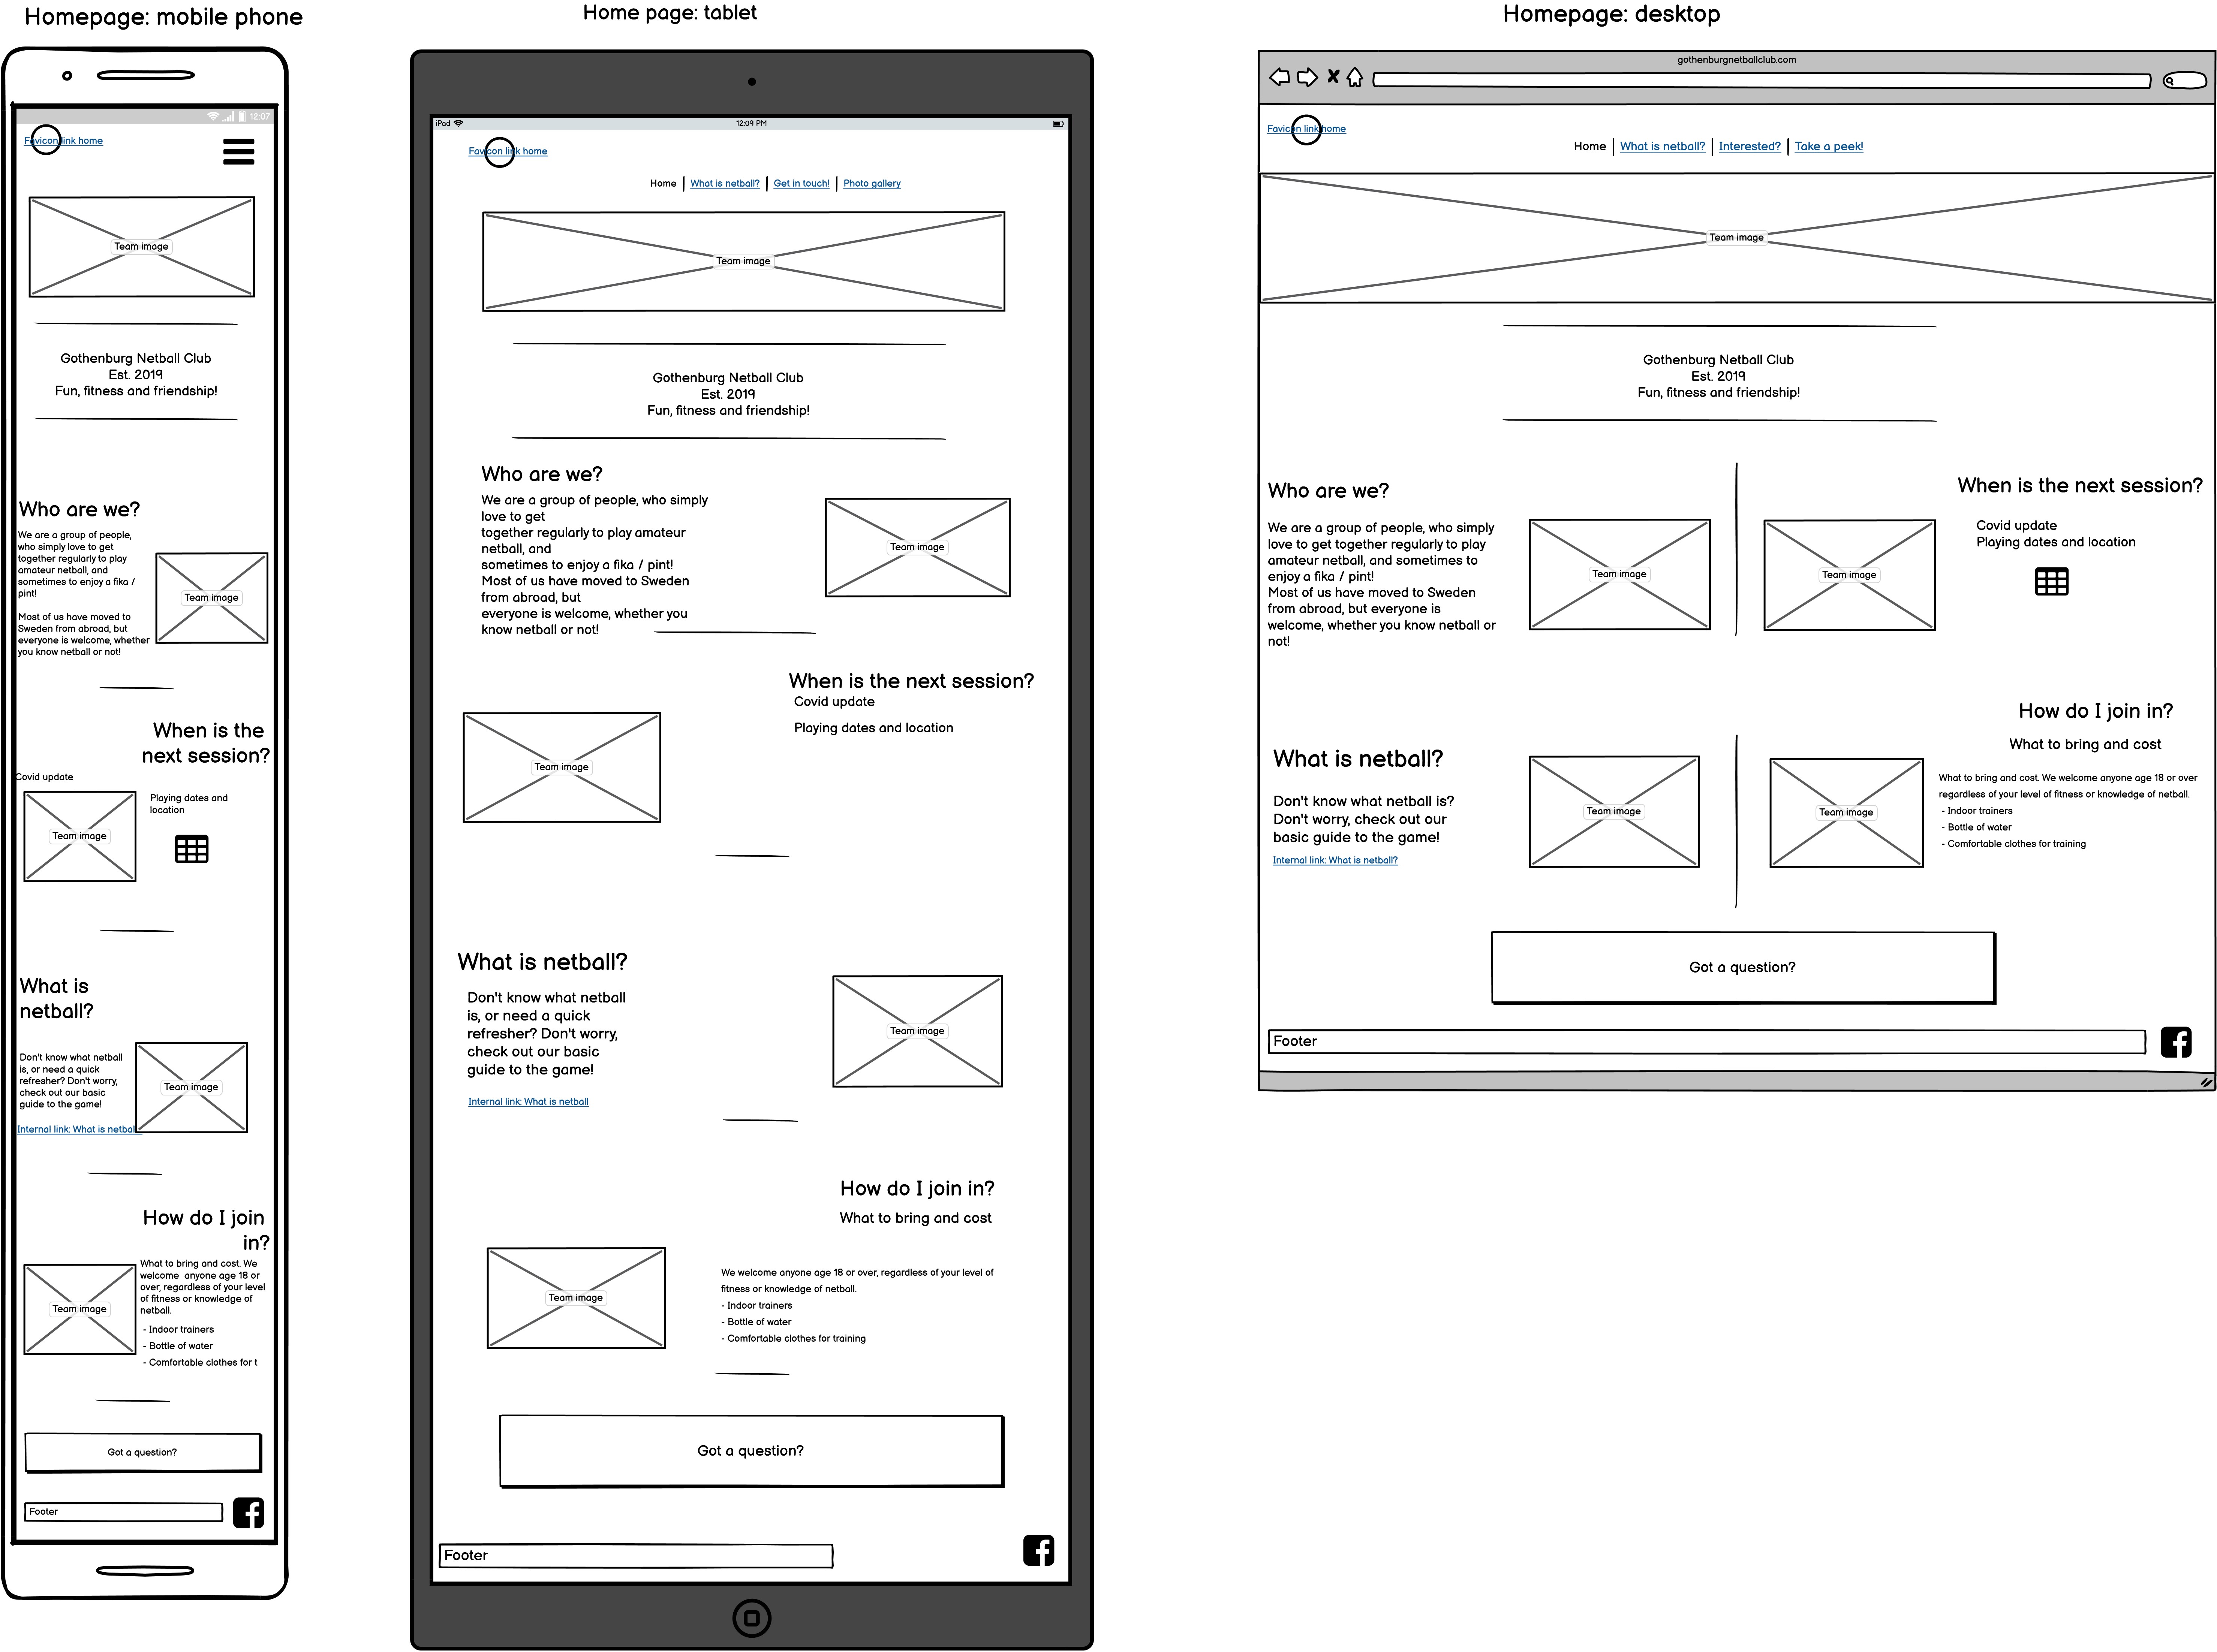 Homepage: mobile phone
12:07
Favicon link home
Team image
Gothenburg Netball Club
Est. 2019
Fun, fitness and friendship!
Who are we?
We are a group of people,
who simply love to get
together regularly to play
amateur netball, and
sometimes to enjoy a fika /
pint!
Most of us have moved to
Sweden from abroad, but
everyone is welcome, whether
you know netball or not!
Team image
When is the
next session?
Covid update
Team image
Playing dates and
location
What is
netball?
Don't know what netball
is, or need a quick
refresher? Don't worry,
check out our basic
guide to the game!
Internal link: What is netbal
Team image
How do I join
in?
Team image
What to bring and cost. We
welcome  anyone age 18 or
over, regardless of your level
of fitness or knowledge of
netball.
- Indoor trainers
- Bottle of water
- Comfortable clothes for t
Got a question?
Footer
Home page: tablet
iPad
12:09 PM
Favicon link home
Home | What is netball? | Get in touch! | Photo gallery
Team image
Gothenburg Netball Club
Est. 2019
Fun, fitness and friendship!
Who are we?
We are a group of people, who simply
love to get
together regularly to play amateur
netball, and
sometimes to enjoy a fika / pint!
Most of us have moved to Sweden
from abroad, but
everyone is welcome, whether you
know netball or not!
Team image
When is the next session?
Covid update
Playing dates and location
Team image
What is netball?
Don't know what netball
is, or need a quick
refresher? Don't worry,
check out our basic
guide to the game!
Internal link: What is netball
Team image
How do I join in?
What to bring and cost
Team image
We welcome anyone age 18 or over, regardless of your level of
fitness or knowledge of netball.
- Indoor trainers
- Bottle of water
- Comfortable clothes for training
Got a question?
Footer
Homepage: desktop
gothenburgnetballclub.com
Favicon link home
Home | What is netball? | Interested? | Take a peek!
Team image
Gothenburg Netball Club
Est. 2019
Fun, fitness and friendship!
Who are we?
We are a group of people, who simply
love to get together regularly to play
amateur netball, and sometimes to
enjoy a fika / pint!
Most of us have moved to Sweden
from abroad, but everyone is
welcome, whether you know netball or
not!
Team image
Team image
When is the next session?
Covid update
Playing dates and location
What is netball?
Don't know what netball is?
Don't worry, check out our
basic guide to the game!
Internal link: What is netball?
Team image
Team image
How do I join in?
What to bring and cost
What to bring and cost. We welcome anyone age 18 or over
regardless of your level of fitness or knowledge of netball.
- Indoor trainers
- Bottle of water
- Comfortable clothes for training
Got a question?
Footer